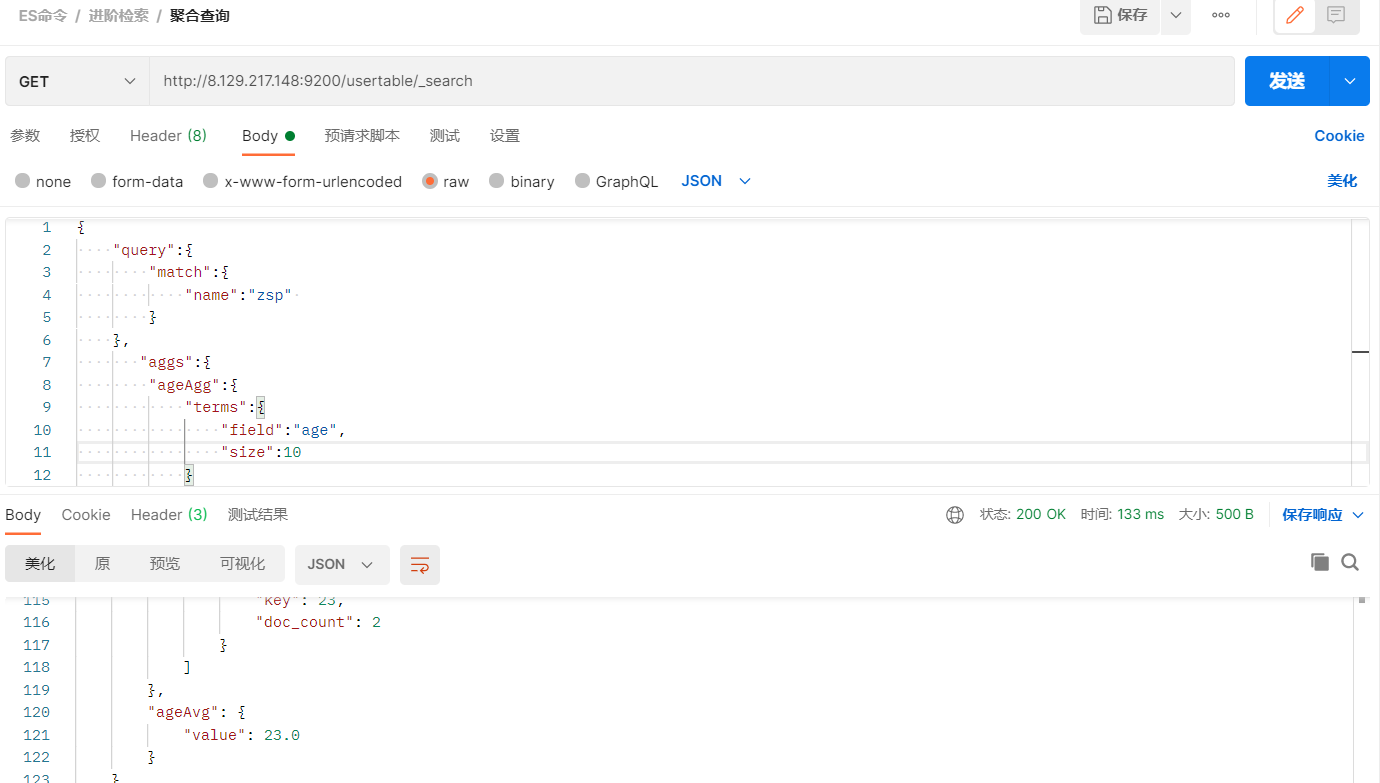 ES命令 / 进阶检索 / 聚合查询
保存
GET http://8.129.217.148:9200/usertable/_search 发送
参数 授权 Header (8) Body 预请求脚本 测试 设置 Cookie
none form-data x-www-form-urlencoded raw binary GraphQL JSON 美化
1 {
2 "query":{
3 "match":{
4 "name":"zsp"
5 }
6 },
7 "aggs":{
8 "ageAgg":{
9 "terms":{
10 "field":"age",
11 "size":10
12 }
Body Cookie Header (3) 测试结果 状态: 200 OK 时间: 133 ms 大小: 500 B 保存响应
美化 原 预览 可视化 JSON
115 "key": 23,
116 "doc_count": 2
117 }
118 ]
119 },
120 "ageAvg": {
121 "value": 23.0
122 }
123 }